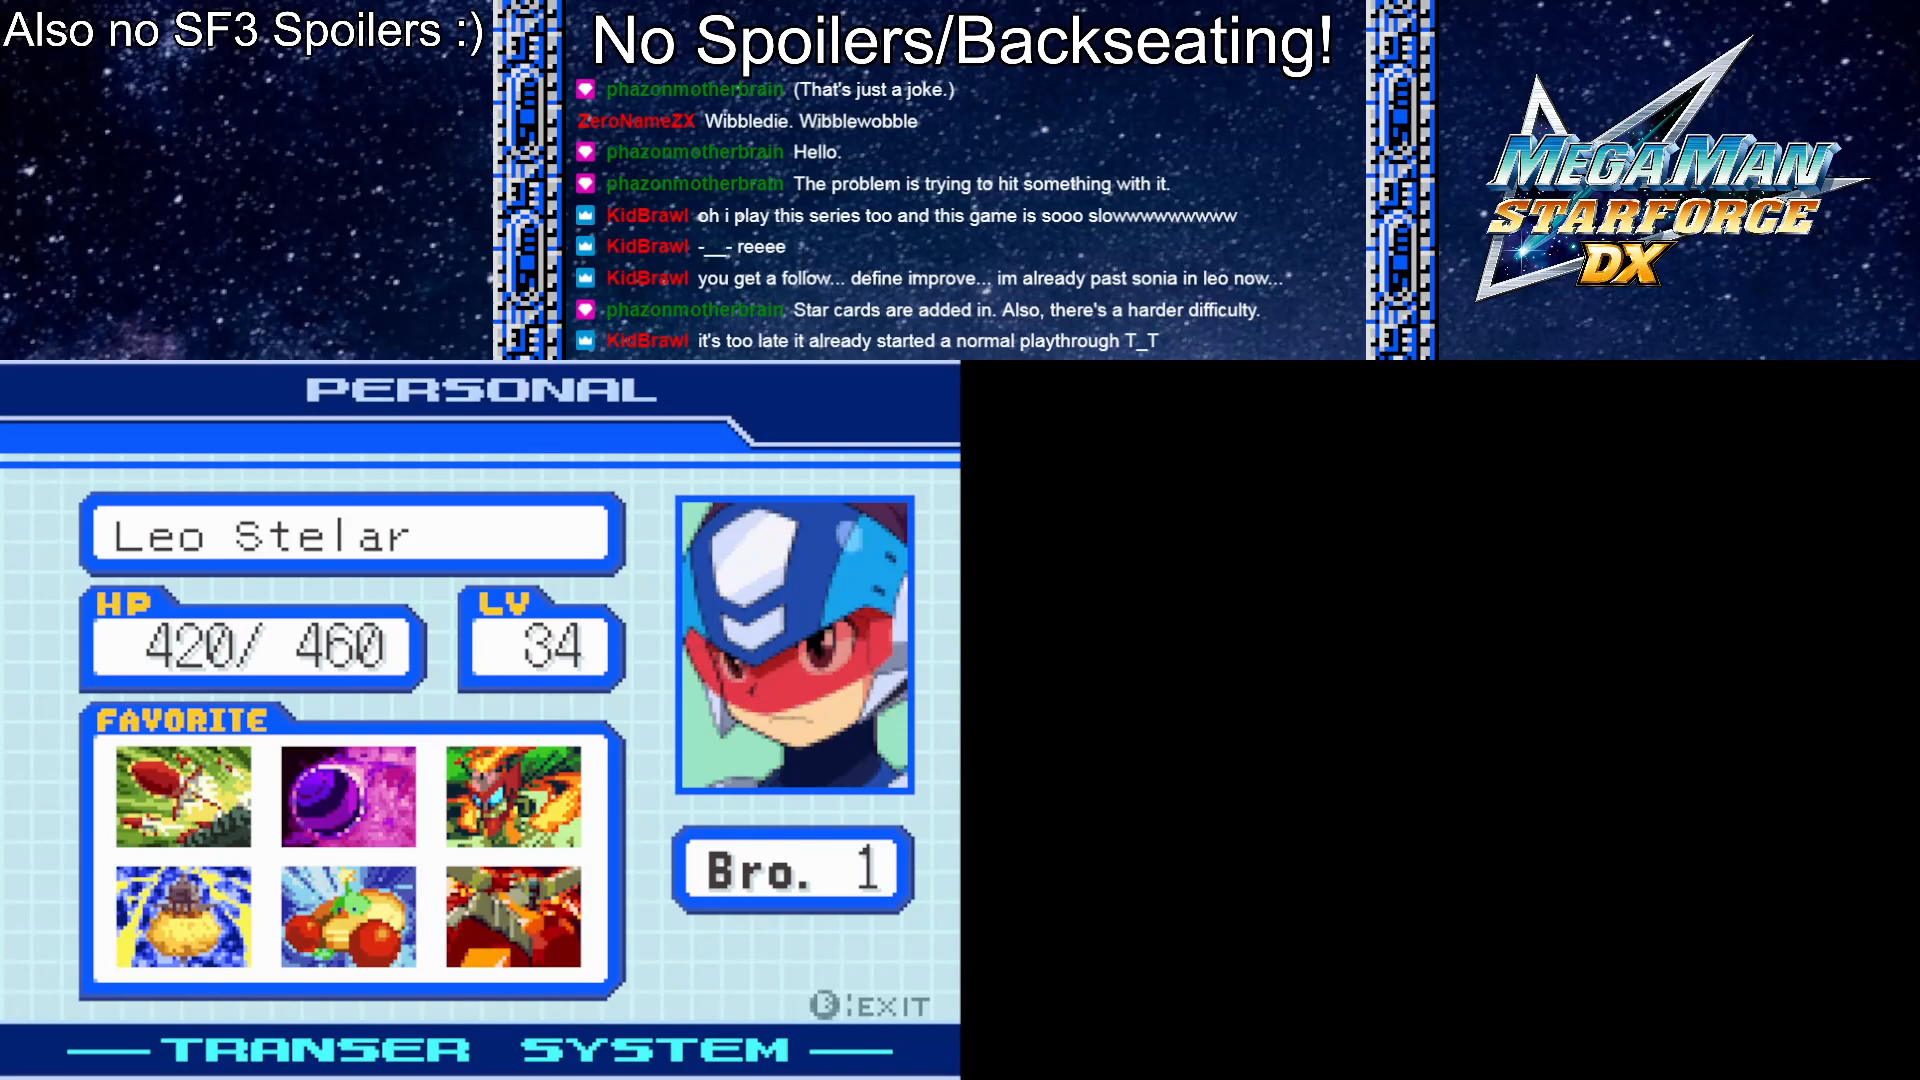 Also no SF3 Spoilers :)
No Spoilers/Backseating!
phazonmotherbrain (That's just a joke.)
ZeroNameZX Wibbledie. Wibblewobble
phazonmotherbrain Hello.
phazonmotherbrain The problem is trying to hit something with it.
KidBrawl oh i play this series too and this game is sooo slowwwwwwwww
KidBrawl -__- reeee
KidBrawl you get a follow... define improve... im already past sonia in leo now...
phazonmotherbrain Star cards are added in. Also, there's a harder difficulty.
KidBrawl it's too late it already started a normal playthrough T_T
MEGA MAN
STARFORCE
DX
PERSONAL
Leo Stelar
HP
420/ 460
LV
34
FAVORITE
Bro. 1
B:EXIT
TRANSER SYSTEM